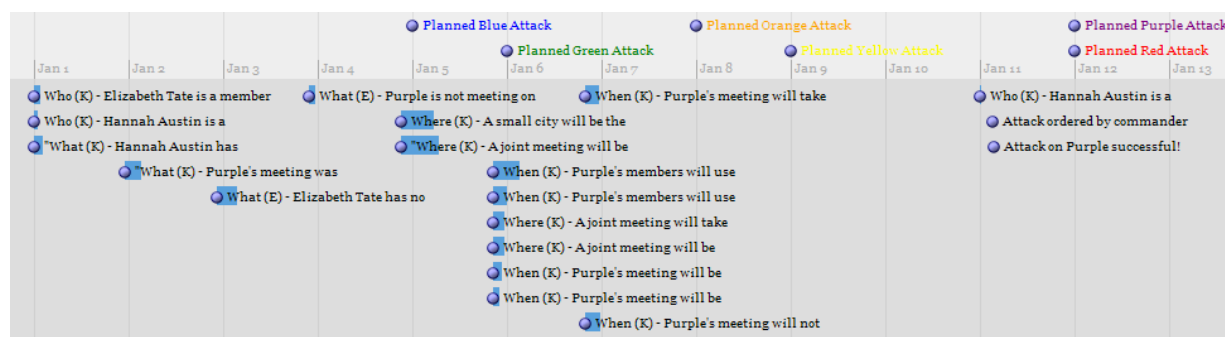 Planned Blue Attack Planned Orange Attack Planned Purple Attack
Planned Green Attack Planned Yellow Attack Planned Red Attack
Jan 1 Jan 2 Jan 3 Jan 4 Jan 5 Jan 6 Jan 7 Jan 8 Jan 9 Jan 10 Jan 11 Jan 12 Jan 13
Who (K) - Elizabeth Tate is a member What (E) - Purple is not meeting on When (K) - Purple's meeting will take Who (K) - Hannah Austin is a
Who (K) - Hannah Austin is a Where (K) - A small city will be the Attack ordered by commander
"What (K) - Hannah Austin has "Where (K) - A joint meeting will be Attack on Purple successful!
"What (K) - Purple's meeting was When (K) - Purple's members will use
What (E) - Elizabeth Tate has no When (K) - Purple's members will use
Where (K) - A joint meeting will take
Where (K) - A joint meeting will be
When (K) - Purple's meeting will be
When (K) - Purple's meeting will be
When (K) - Purple's meeting will not